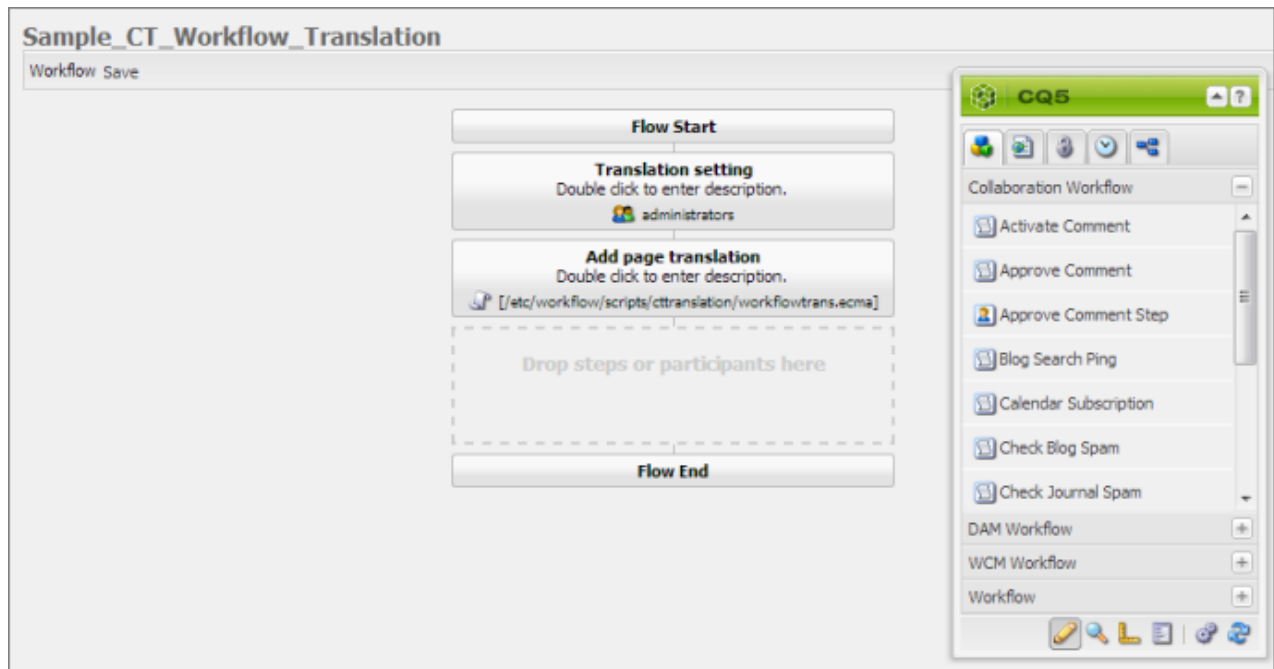 Sample_CT_Workflow_Translation
Workflow Save
Flow Start
Translation setting
Double click to enter description.
administrators
Add page translation
Double click to enter description.
[/etc/workflow/scripts/cttranslation/workflowtrans.ecma]
Drop steps or participants here
Flow End
CQ5
?
Collaboration Workflow
Activate Comment
Approve Comment
Approve Comment Step
Blog Search Ping
Calendar Subscription
Check Blog Spam
Check Journal Spam
DAM Workflow
WCM Workflow
Workflow